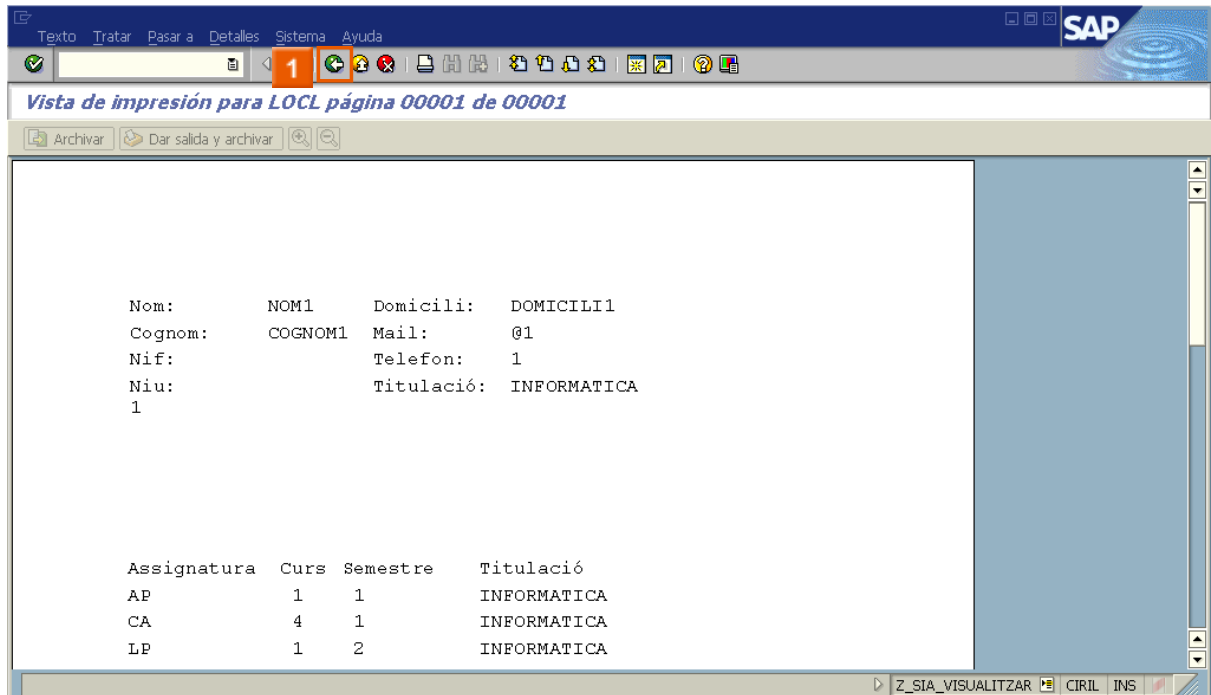 Texto Tratar Pasar a Detalles Sistema Ayuda
SAP
1
Vista de impresión para LOCL página 00001 de 00001
Archivar Dar salida y archivar
Nom: NOM1 Domicili: DOMICILI1
Cognom: COGNOM1 Mail: @1
Nif: Telefon: 1
Niu: Titulació: INFORMATICA
1
Assignatura Curs Semestre Titulació
AP 1 1 INFORMATICA
CA 4 1 INFORMATICA
LP 1 2 INFORMATICA
Z_SIA_VISUALITZAR CIRIL INS